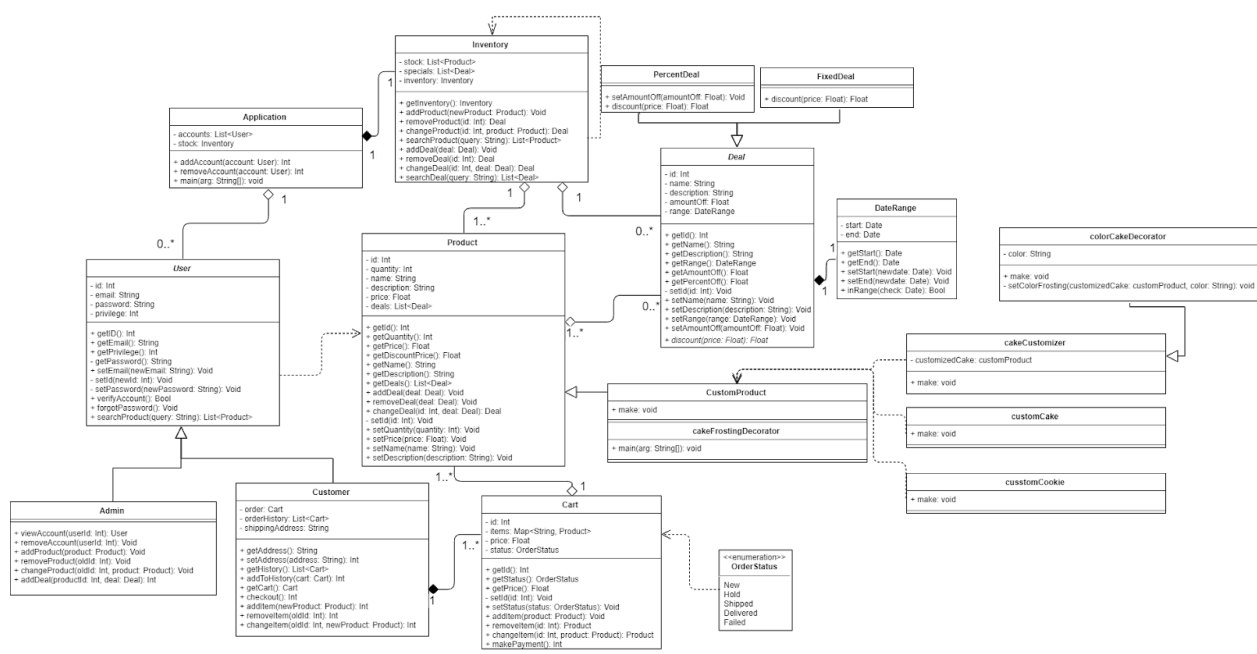 Inventory
- stock: List<Product>
- specials: List<Deal>
- inventory: Inventory
+ getInventory(): Inventory
+ addProduct(newProduct: Product): Void
+ removeProduct(id: Int): Deal
+ changeProduct(id: Int, product: Product): Deal
+ searchProduct(query: String): List<Product>
+ addDeal(deal: Deal): Void
+ removeDeal(id: Int): Deal
+ changeDeal(id: Int, deal: Deal): Deal
+ searchDeal(query: String): List<Deal>
1
1
1
1
1..*
0..*
PercentDeal
+ setAmountOff(amountOff: Float): Void
+ discount(price: Float): Float
FixedDeal
+ discount(price: Float): Float
Application
- accounts: List<User>
- stock: Inventory
+ addAccount(account: User): Int
+ removeAccount(account: User): Int
+ main(arg: String[]): void
1
0..*
Deal
- id: Int
- name: String
- description: String
- amountOff: Float
- range: DateRange
+ getId(): Int
+ getName(): String
+ getDescription(): String
+ getRange(): DateRange
+ getAmountOff(): Float
+ getPercentOff(): Float
- setId(id: Int): Void
+ setName(name: String): Void
+ setDescription(description: String): Void
+ setRange(range: DateRange): Void
+ setAmountOff(amountOff: Float): Void
+ discount(price: Float): Float
1
1
DateRange
- start: Date
- end: Date
+ getStart(): Date
+ getEnd(): Date
+ setStart(newdate: Date): Void
+ setEnd(newdate: Date): Void
+ inRange(check: Date): Bool
colorCakeDecorator
- color: String
+ make: void
- setColorFrosting(customizedCake: customProduct, color: String): void
User
- id: Int
- email: String
- password: String
- privilege: Int
+ getID(): Int
+ getEmail(): String
+ getPrivilege(): Int
- getPassword(): String
+ setEmail(newEmail: String): Void
- setId(newId: Int): Void
- setPassword(newPassword: String): Void
+ verifyAccount(): Bool
+ forgotPassword(): Void
+ searchProduct(query: String): List<Product>
Product
- id: Int
- quantity: Int
- name: String
- description: String
- price: Float
- deals: List<Deal>
+ getId(): Int
+ getQuantity(): Int
+ getPrice(): Float
+ getDiscountPrice(): Float
+ getName(): String
+ getDescription(): String
+ getDeals(): List<Deal>
+ addDeal(deal: Deal): Void
+ removeDeal(deal: Deal): Void
+ changeDeal(id: Int, deal: Deal): Deal
- setId(id: Int): Void
+ setQuantity(quantity: Int): Void
+ setPrice(price: Float): Void
+ setName(name: String): Void
+ setDescription(description: String): Void
0..*
1..*
cakeCustomizer
- customizedCake: customProduct
+ make: void
CustomProduct
+ make: void
cakeFrostingDecorator
+ main(arg: String[]): void
customCake
+ make: void
cusstomCookie
+ make: void
Admin
+ viewAccount(userId: Int): User
+ removeAccount(userId: Int): Void
+ addProduct(product: Product): Void
+ removeProduct(oldId: Int): Void
+ changeProduct(oldId: Int, product: Product): Void
+ addDeal(productId: Int, deal: Deal): Int
Customer
- order: Cart
- orderHistory: List<Cart>
- shippingAddress: String
+ getAddress(): String
+ setAddress(address: String): Int
+ getHistory(): List<Cart>
+ addToHistory(cart: Cart): Int
+ getCart(): Cart
+ checkout(): Int
+ addItem(newProduct: Product): Int
+ removeItem(oldId: Int): Int
+ changeItem(oldId: Int, newProduct: Product): Int
1
1..*
1..*
1
Cart
- id: Int
- items: Map<String, Product>
- price: Float
- status: OrderStatus
+ getId(): Int
+ getStatus(): OrderStatus
+ getPrice(): Float
- setId(id: Int): Void
+ setStatus(status: OrderStatus): Void
+ addItem(product: Product): Void
+ removeItem(id: Int): Product
+ changeItem(id: Int, product: Product): Product
+ makePayment(): Int
<<enumeration>>
OrderStatus
New
Hold
Shipped
Delivered
Failed